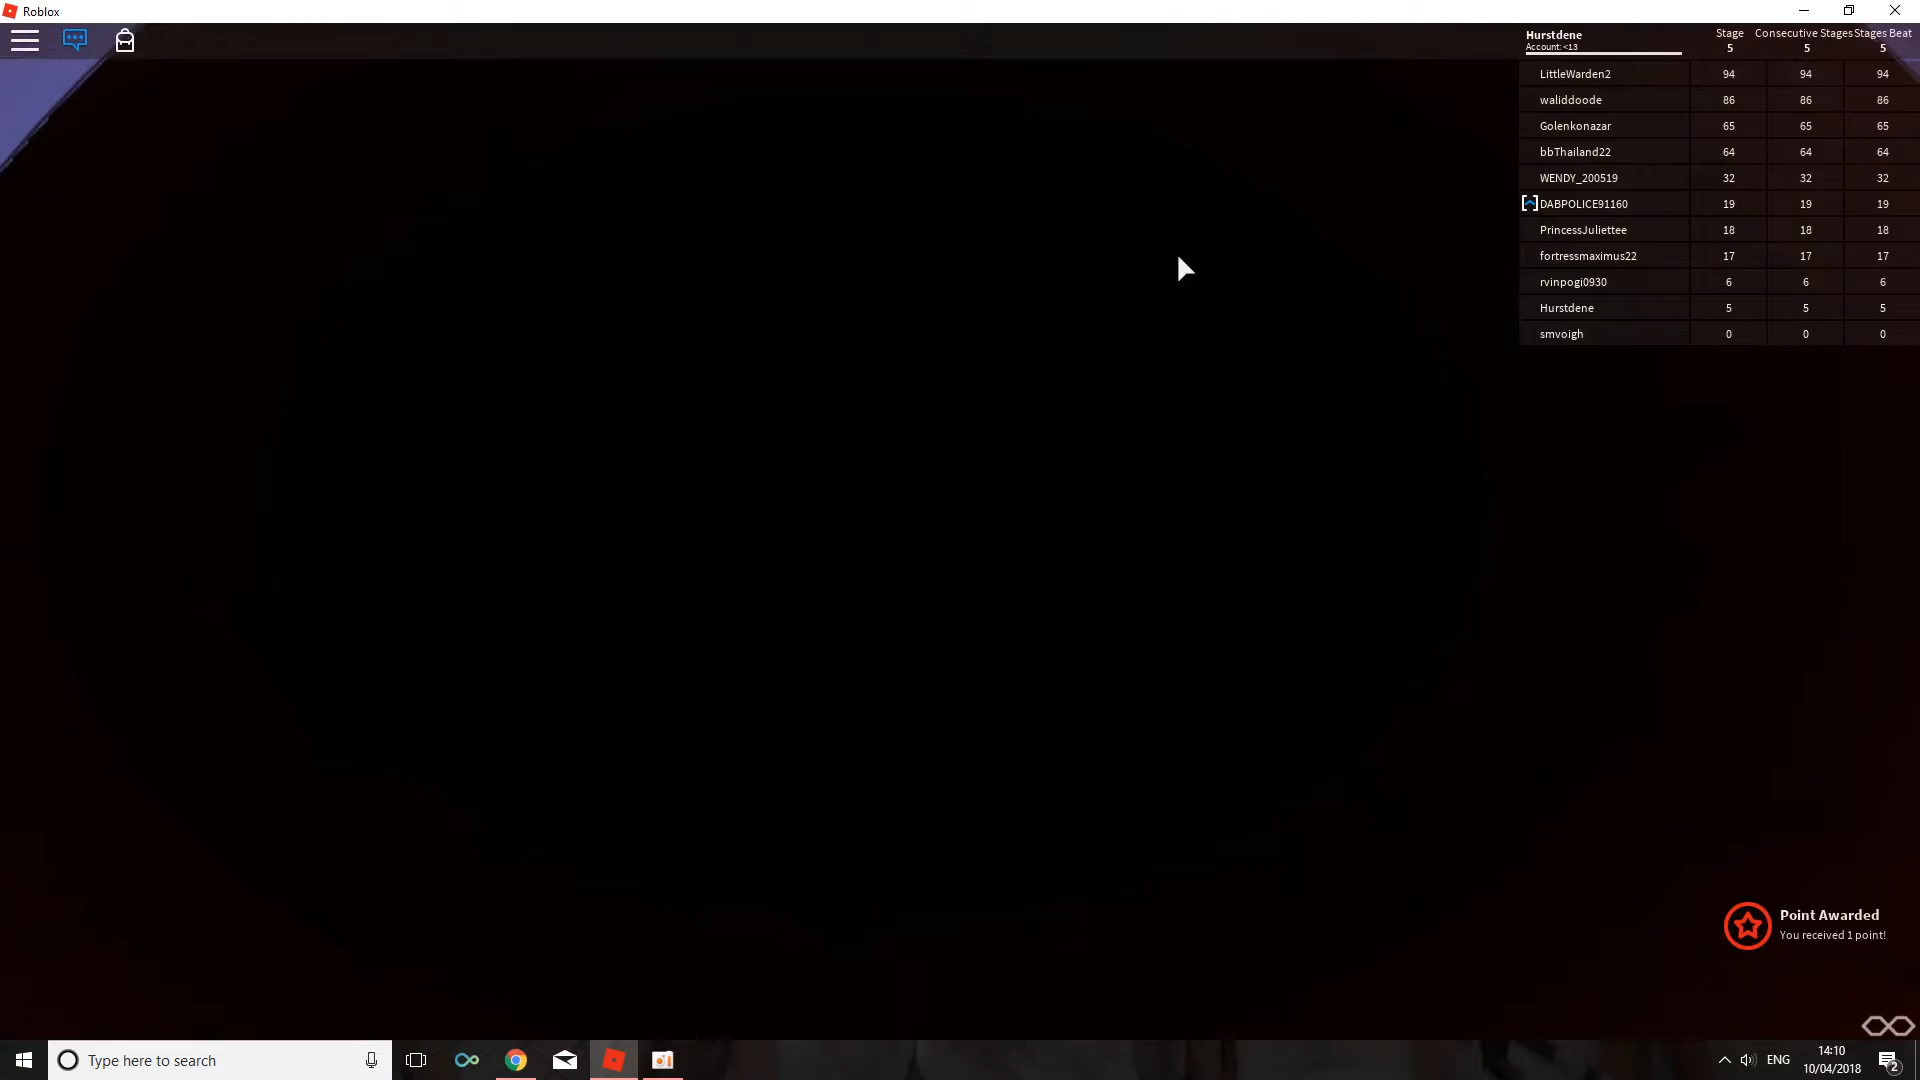 Roblox
Hurstdene Stage Consecutive Stages Stages Beat
Account: <13 5 5 5
LittleWarden2 94 94 94
waliddoode 86 86 86
Golenkonazar 65 65 65
bbThailand22 64 64 64
WENDY_200519 32 32 32
DABPOLICE91160 19 19 19
PrincessJuliettee 18 18 18
fortressmaximus22 17 17 17
rvinpogi0930 6 6 6
Hurstdene 5 5 5
smvoigh 0 0 0
Point Awarded
You received 1 point!
Type here to search
ENG
14:10
10/04/2018
2